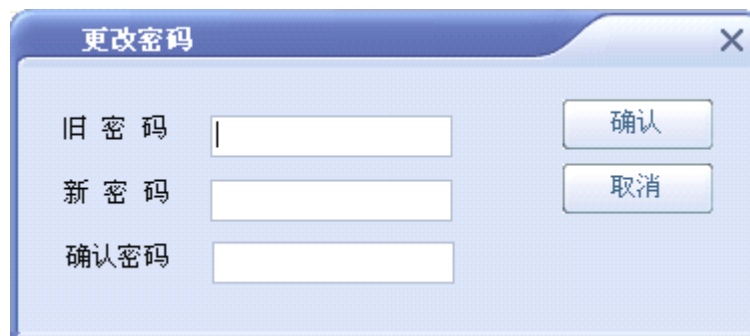 更改密码
旧 密 码
确认
新 密 码
取消
确认密码